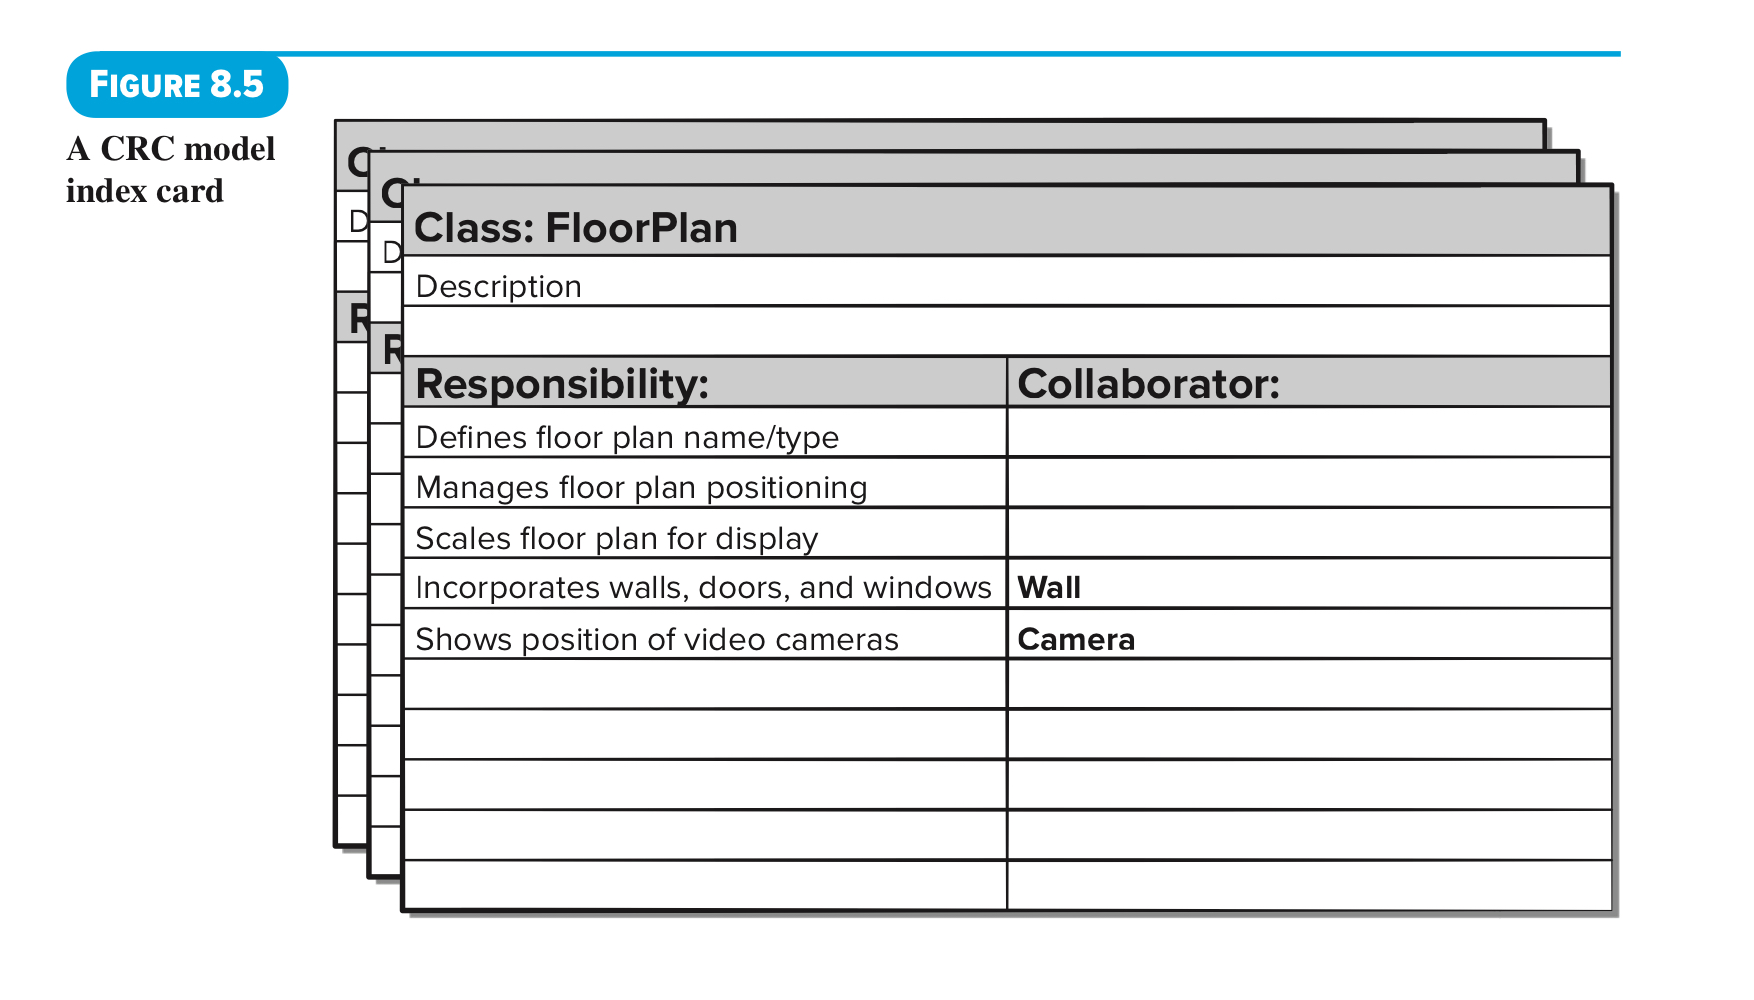 FIGURE 8.5
A CRC model
index card
Class: FloorPlan
Description
Responsibility: Collaborator:
Defines floor plan name/type
Manages floor plan positioning
Scales floor plan for display
Incorporates walls, doors, and windows Wall
Shows position of video cameras Camera